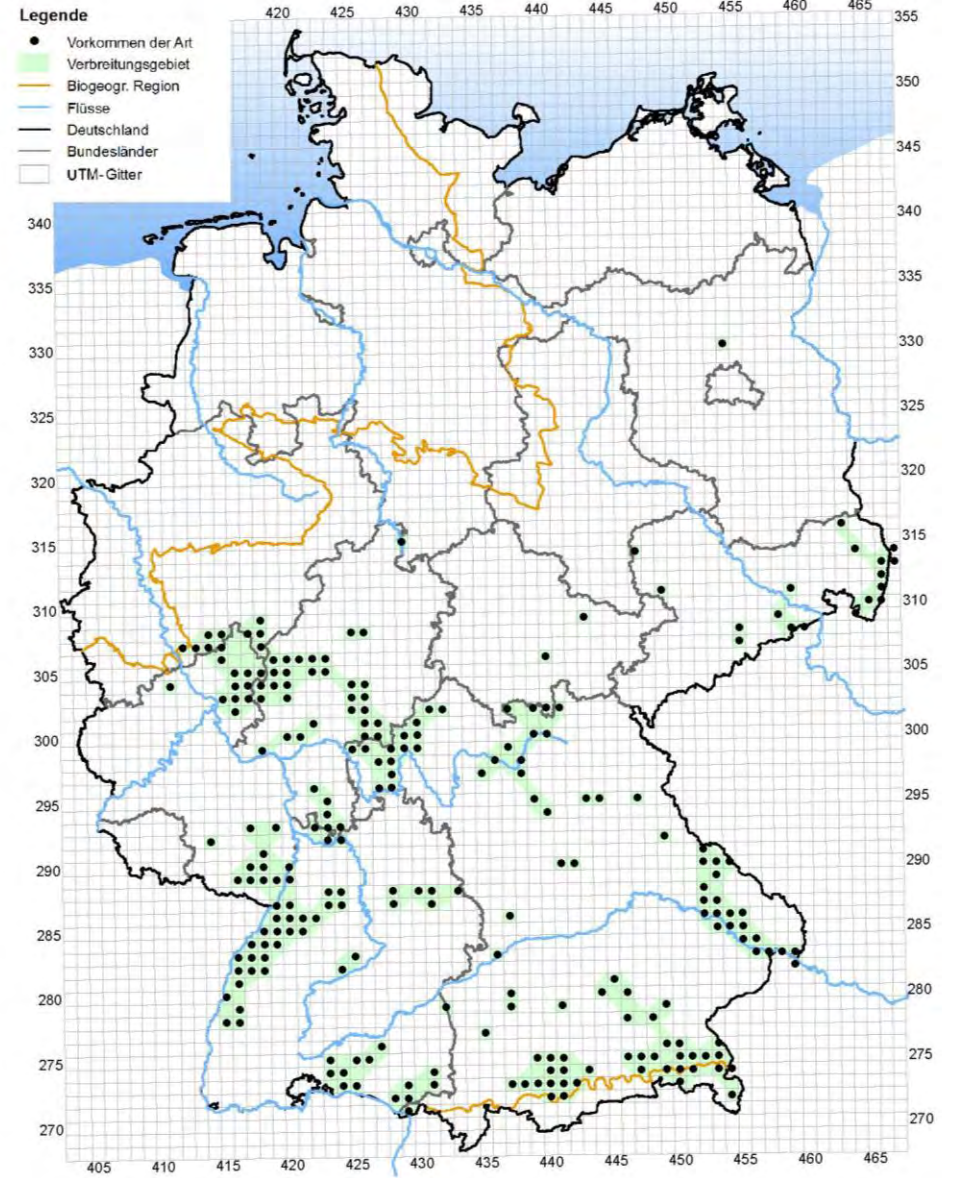 Legende
Vorkommen der Art
Verbreitungsgebiet
Biogeogr. Region
Flüsse
Deutschland
Bundesländer
UTM-Gitter
420 425 430 435 440 445 450 455 460 465
355
350
345
340 340
335 335
330 330
325 325
320 320
315 315
310 310
305 305
300 300
295 295
290 290
285 285
280 280
275 275
270 270
405 410 415 420 425 430 435 440 445 450 455 460 465